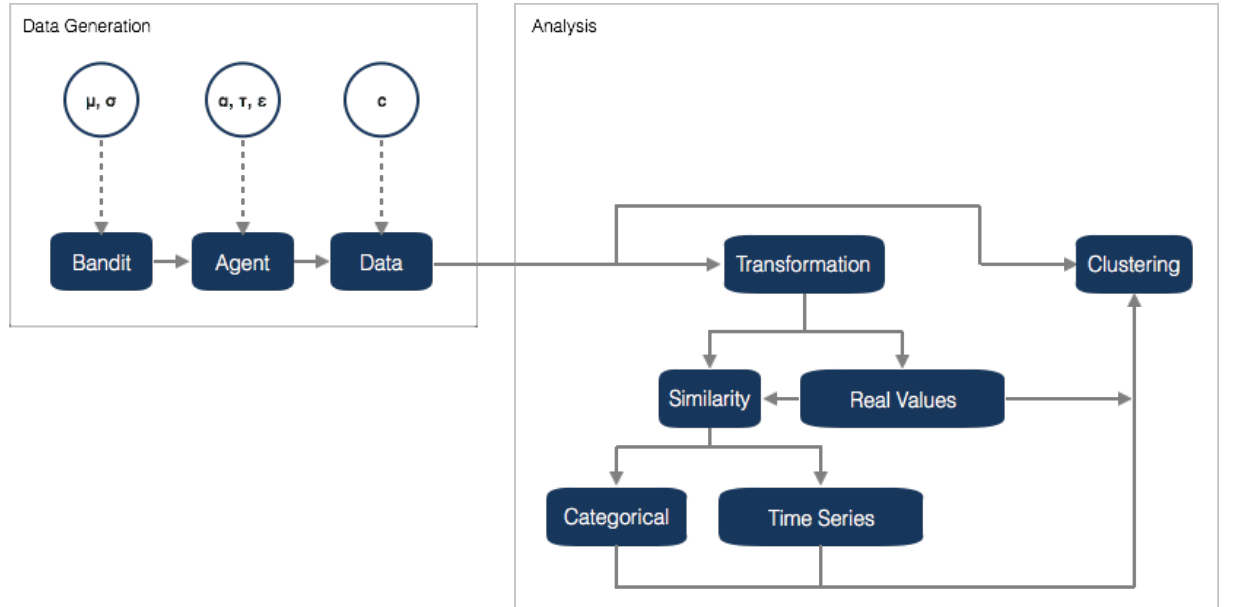 Data Generation
μ, σ
α, τ, ε
c
Bandit
Agent
Data
Analysis
Transformation
Clustering
Similarity
Real Values
Categorical
Time Series